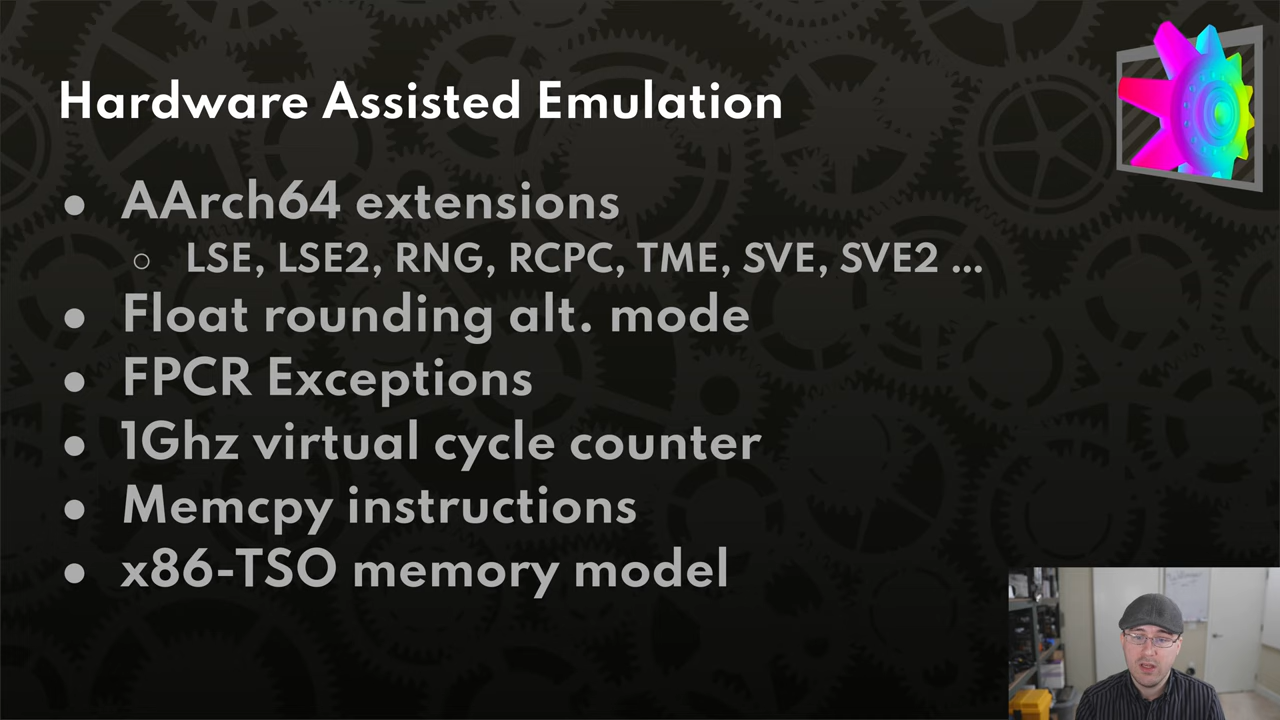 Hardware Assisted Emulation
● AArch64 extensions
○ LSE, LSE2, RNG, RCPC, TME, SVE, SVE2 ...
● Float rounding alt. mode
● FPCR Exceptions
● 1Ghz virtual cycle counter
● Memcpy instructions
● x86-TSO memory model